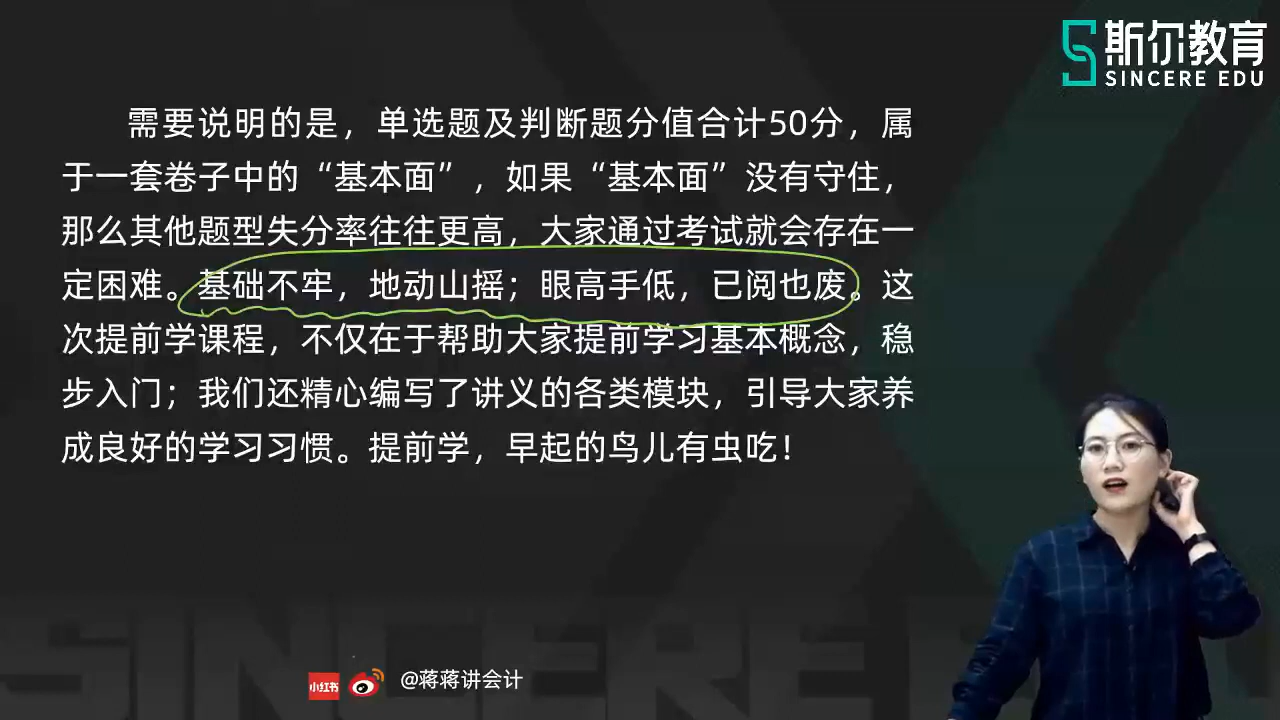 斯尔教育
SINCERE EDU
需要说明的是，单选题及判断题分值合计50分，属
于一套卷子中的“基本面”，如果“基本面”没有守住，
那么其他题型失分率往往更高，大家通过考试就会存在一
定困难。基础不牢，地动山摇；眼高手低，已阅也废。这
次提前学课程，不仅在于帮助大家提前学习基本概念，稳
步入门；我们还精心编写了讲义的各类模块，引导大家养
成良好的学习习惯。提前学，早起的鸟儿有虫吃！
SINCERE E
小红书 @蒋蒋讲会计